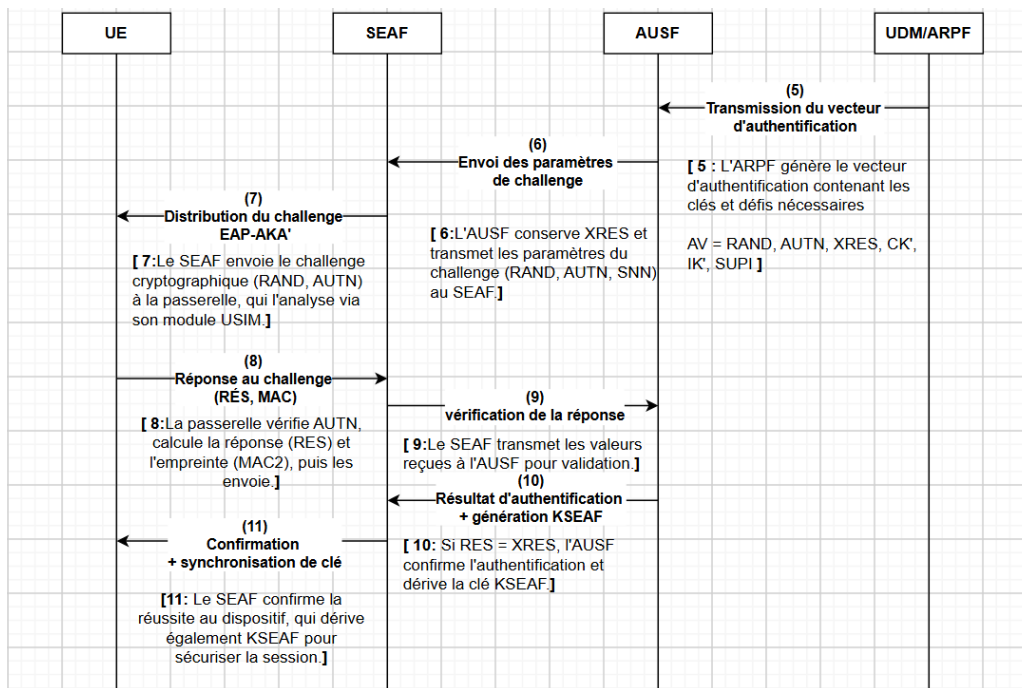 UE
SEAF
AUSF
UDM/ARPF
(5)
Transmission du vecteur
d'authentification
[ 5 : L'ARPF génère le vecteur
d'authentification contenant les
clés et défis nécessaires
AV = RAND, AUTN, XRES, CK',
IK', SUPI ]
(6)
Envoi des paramètres
de challenge
[ 6:L'AUSF conserve XRES et
transmet les paramètres du
challenge (RAND, AUTN, SNN)
au SEAF.]
(7)
Distribution du challenge
EAP-AKA'
[ 7:Le SEAF envoie le challenge
cryptographique (RAND, AUTN)
à la passerelle, qui l'analyse via
son module USIM.]
(8)
Réponse au challenge
(RÉS, MAC)
[ 8:La passerelle vérifie AUTN,
calcule la réponse (RES) et
l'empreinte (MAC2), puis les
envoie.]
(9)
vérification de la réponse
[ 9:Le SEAF transmet les valeurs
reçues à l'AUSF pour validation.]
(10)
Résultat d'authentification
+ génération KSEAF
[ 10: Si RES = XRES, l'AUSF
confirme l'authentification et
dérive la clé KSEAF.]
(11)
Confirmation
+ synchronisation de clé
[11: Le SEAF confirme la
réussite au dispositif, qui dérive
également KSEAF pour
sécuriser la session.]